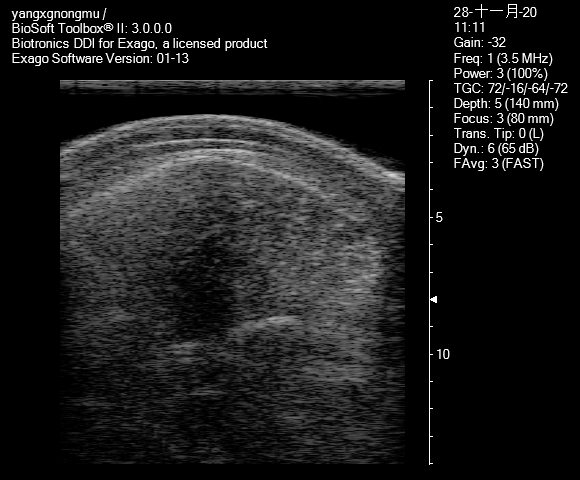 yangxgnongmu /
BioSoft Toolbox® II: 3.0.0.0
Biotronics DDI for Exago, a licensed product
Exago Software Version: 01-13
28-十一月-20
11:11
Gain: -32
Freq: 1 (3.5 MHz)
Power: 3 (100%)
TGC: 72/-16/-64/-72
Depth: 5 (140 mm)
Focus: 3 (80 mm)
Trans. Tip: 0 (L)
Dyn.: 6 (65 dB)
FAvg: 3 (FAST)
5
10